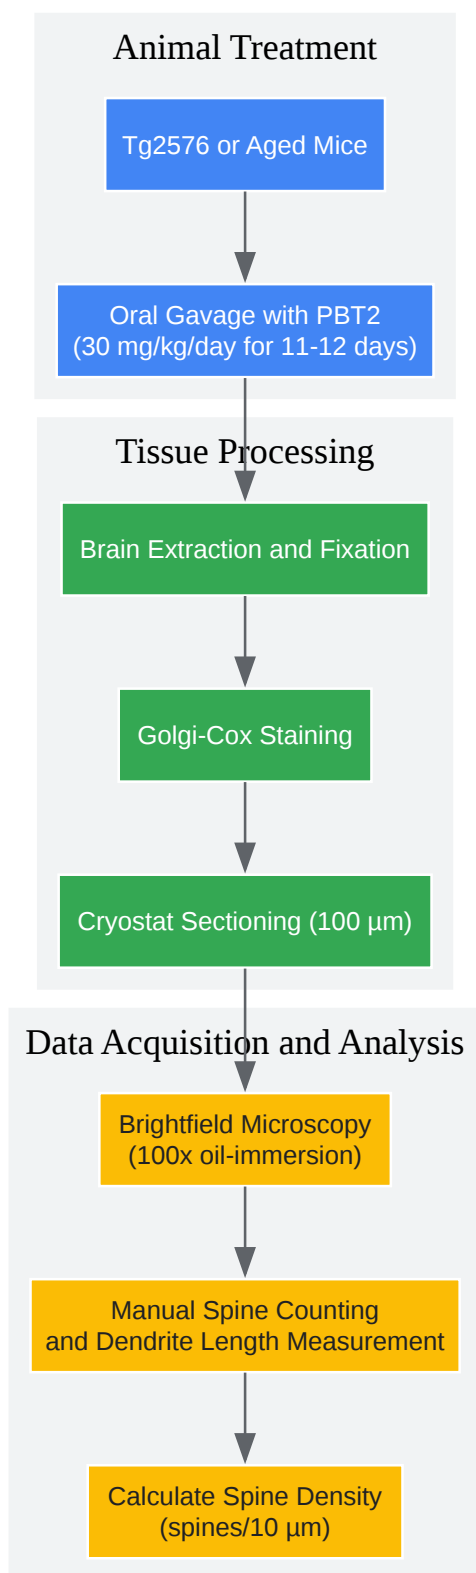 Animal Treatment
Tg2576 or Aged Mice
Oral Gavage with PBT2
(30 mg/kg/day for 11-12 days)
Tissue Processing
Brain Extraction and Fixation
Golgi-Cox Staining
Cryostat Sectioning (100 µm)
Data Acquisition and Analysis
Brightfield Microscopy
(100x oil-immersion)
Manual Spine Counting
and Dendrite Length Measurement
Calculate Spine Density
(spines/10 µm)